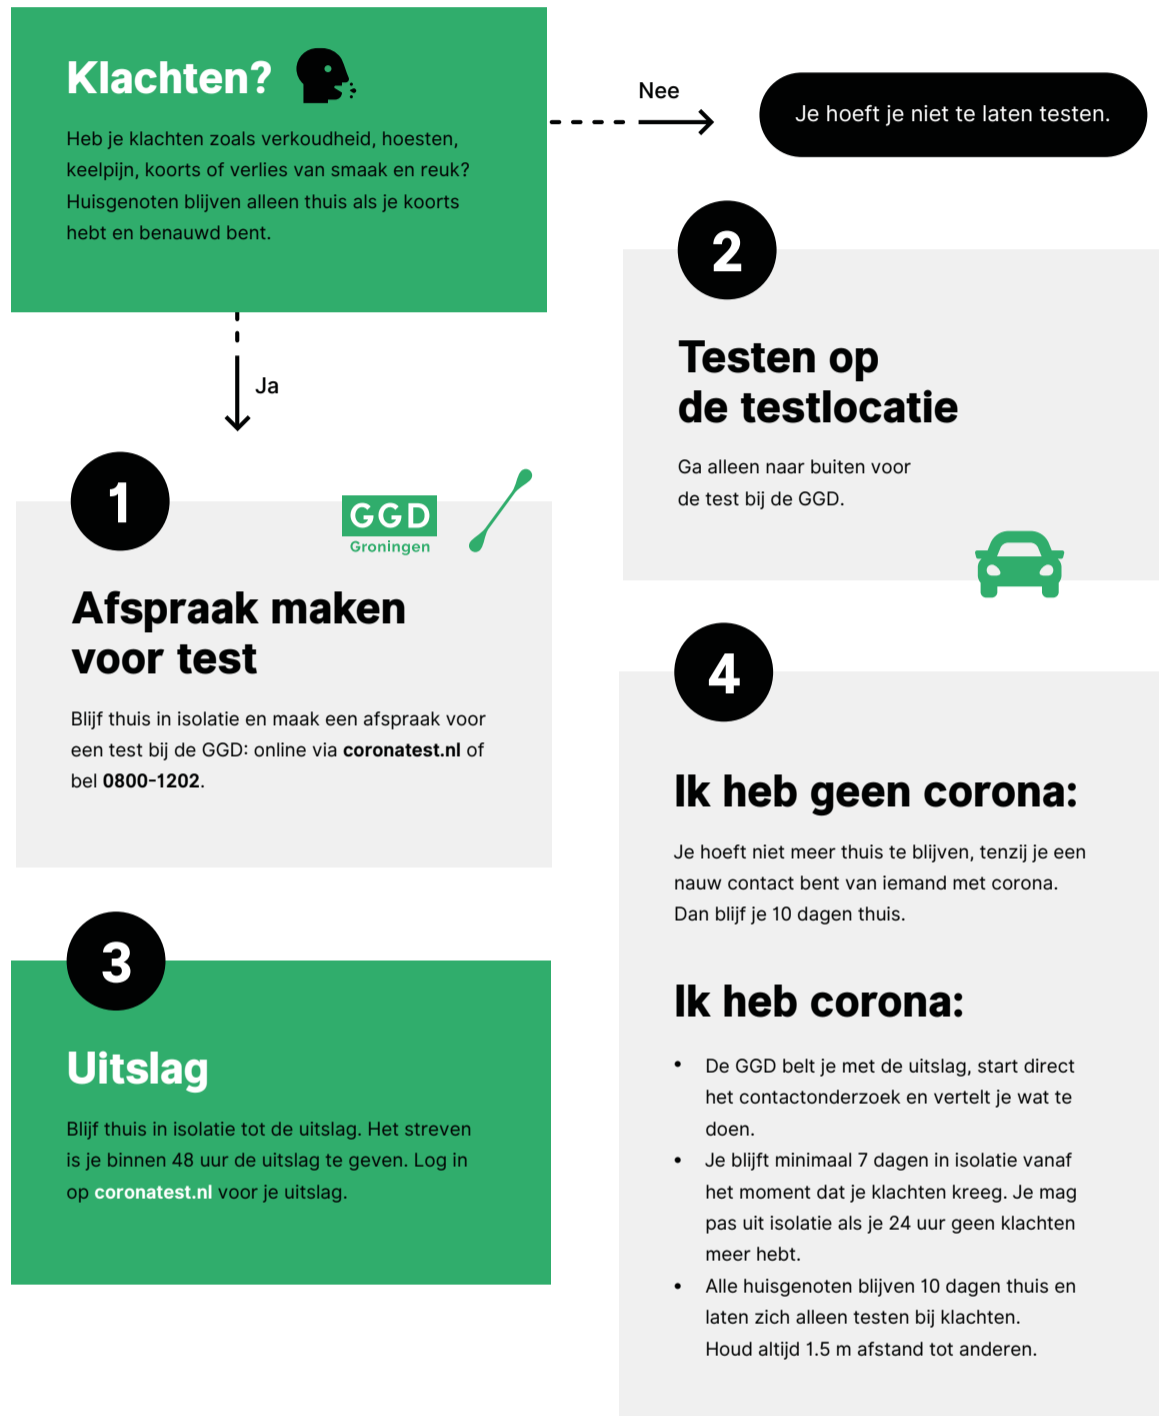 Klachten?
Heb je klachten zoals verkoudheid, hoesten,
keelpijn, koorts of verlies van smaak en reuk?
Huisgenoten blijven alleen thuis als je koorts
hebt en benauwd bent.
Nee
Je hoeft je niet te laten testen.
Ja
1
GGD
Groningen
Afspraak maken
voor test
Blijf thuis in isolatie en maak een afspraak voor
een test bij de GGD: online via coronatest.nl of
bel 0800-1202.
2
Testen op
de testlocatie
Ga alleen naar buiten voor
de test bij de GGD.
3
Uitslag
Blijf thuis in isolatie tot de uitslag. Het streven
is je binnen 48 uur de uitslag te geven. Log in
op coronatest.nl voor je uitslag.
4
Ik heb geen corona:
Je hoeft niet meer thuis te blijven, tenzij je een
nauw contact bent van iemand met corona.
Dan blijf je 10 dagen thuis.
Ik heb corona:
• De GGD belt je met de uitslag, start direct
het contactonderzoek en vertelt je wat te
doen.
• Je blijft minimaal 7 dagen in isolatie vanaf
het moment dat je klachten kreeg. Je mag
pas uit isolatie als je 24 uur geen klachten
meer hebt.
• Alle huisgenoten blijven 10 dagen thuis en
laten zich alleen testen bij klachten.
Houd altijd 1.5 m afstand tot anderen.